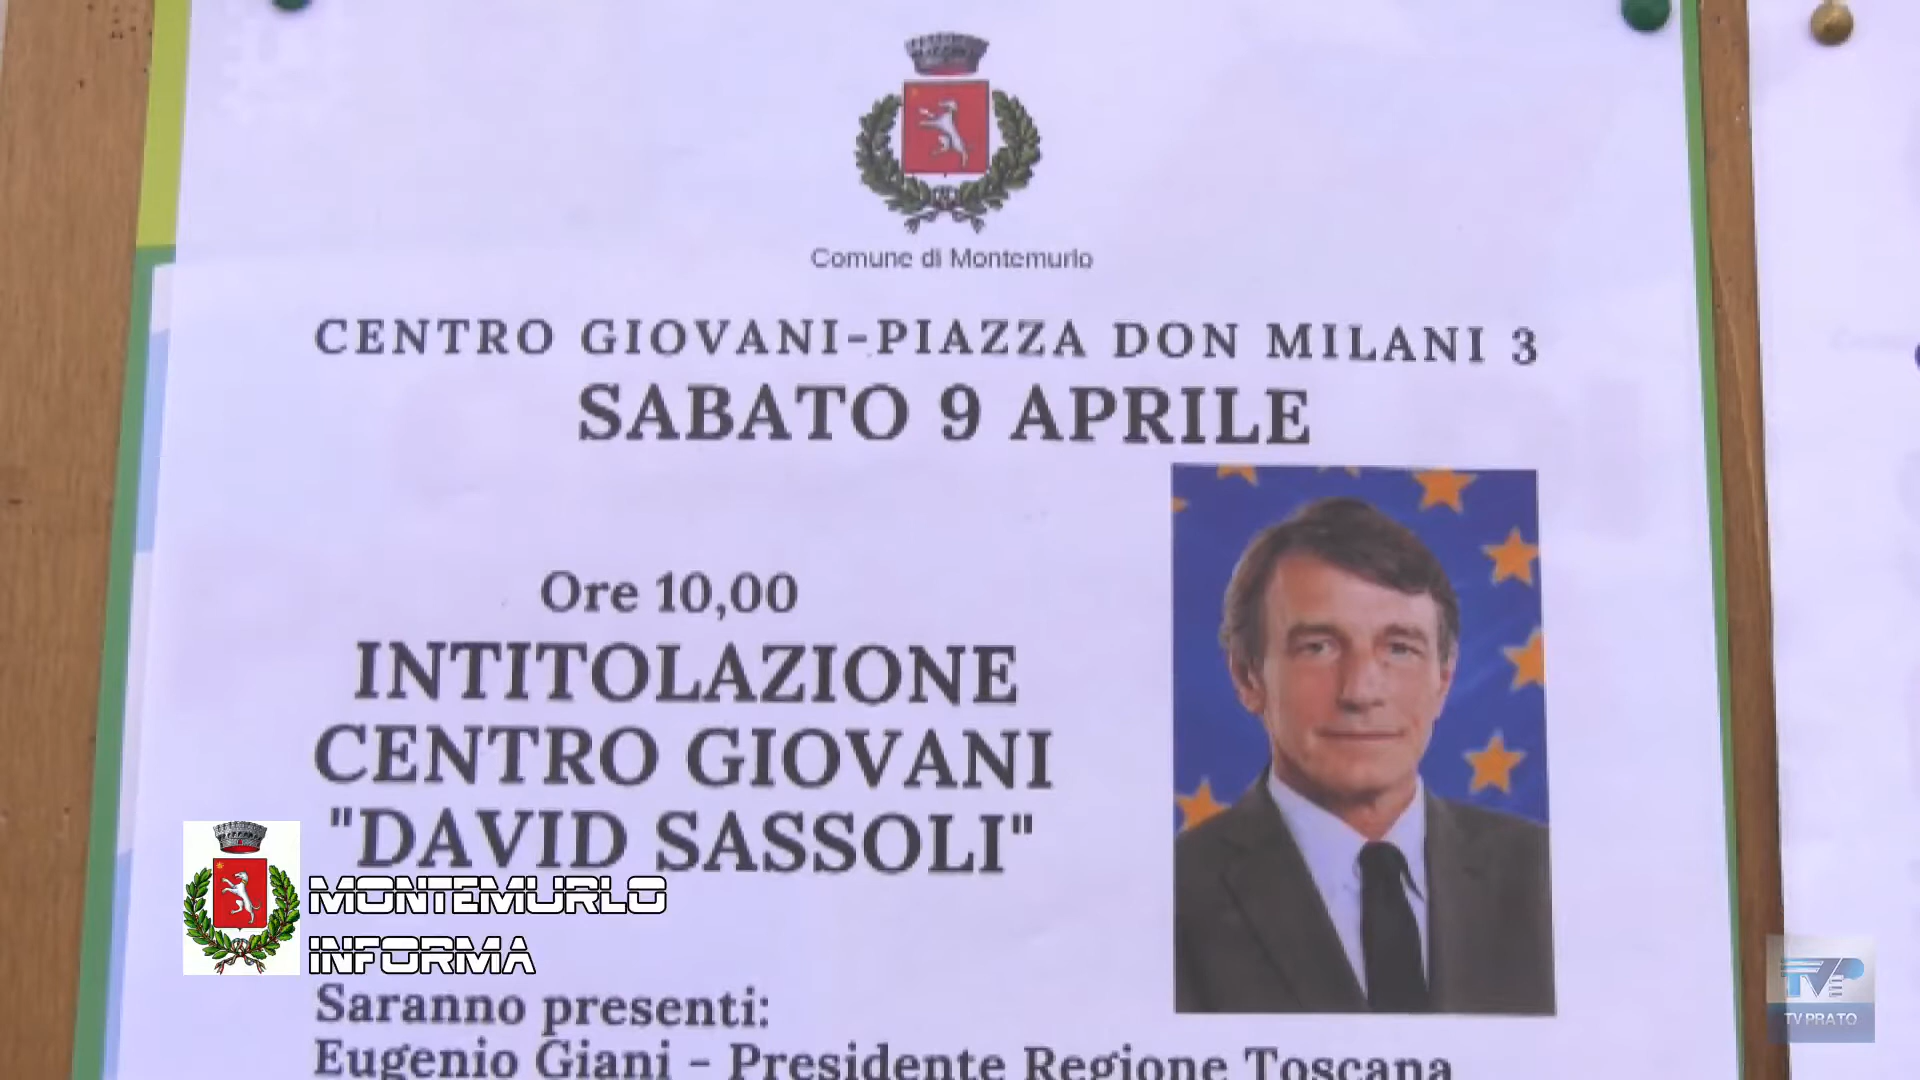 Comune di Montemurlo
CENTRO GIOVANI-PIAZZA DON MILANI 3
SABATO 9 APRILE
Ore 10,00
INTITOLAZIONE
CENTRO GIOVANI
"DAVID SASSOLI"
MONTEMURLO
INFORMA
Saranno presenti:
Eugenio Giani - Presidente Regione Toscana
TVP
TV PRATO